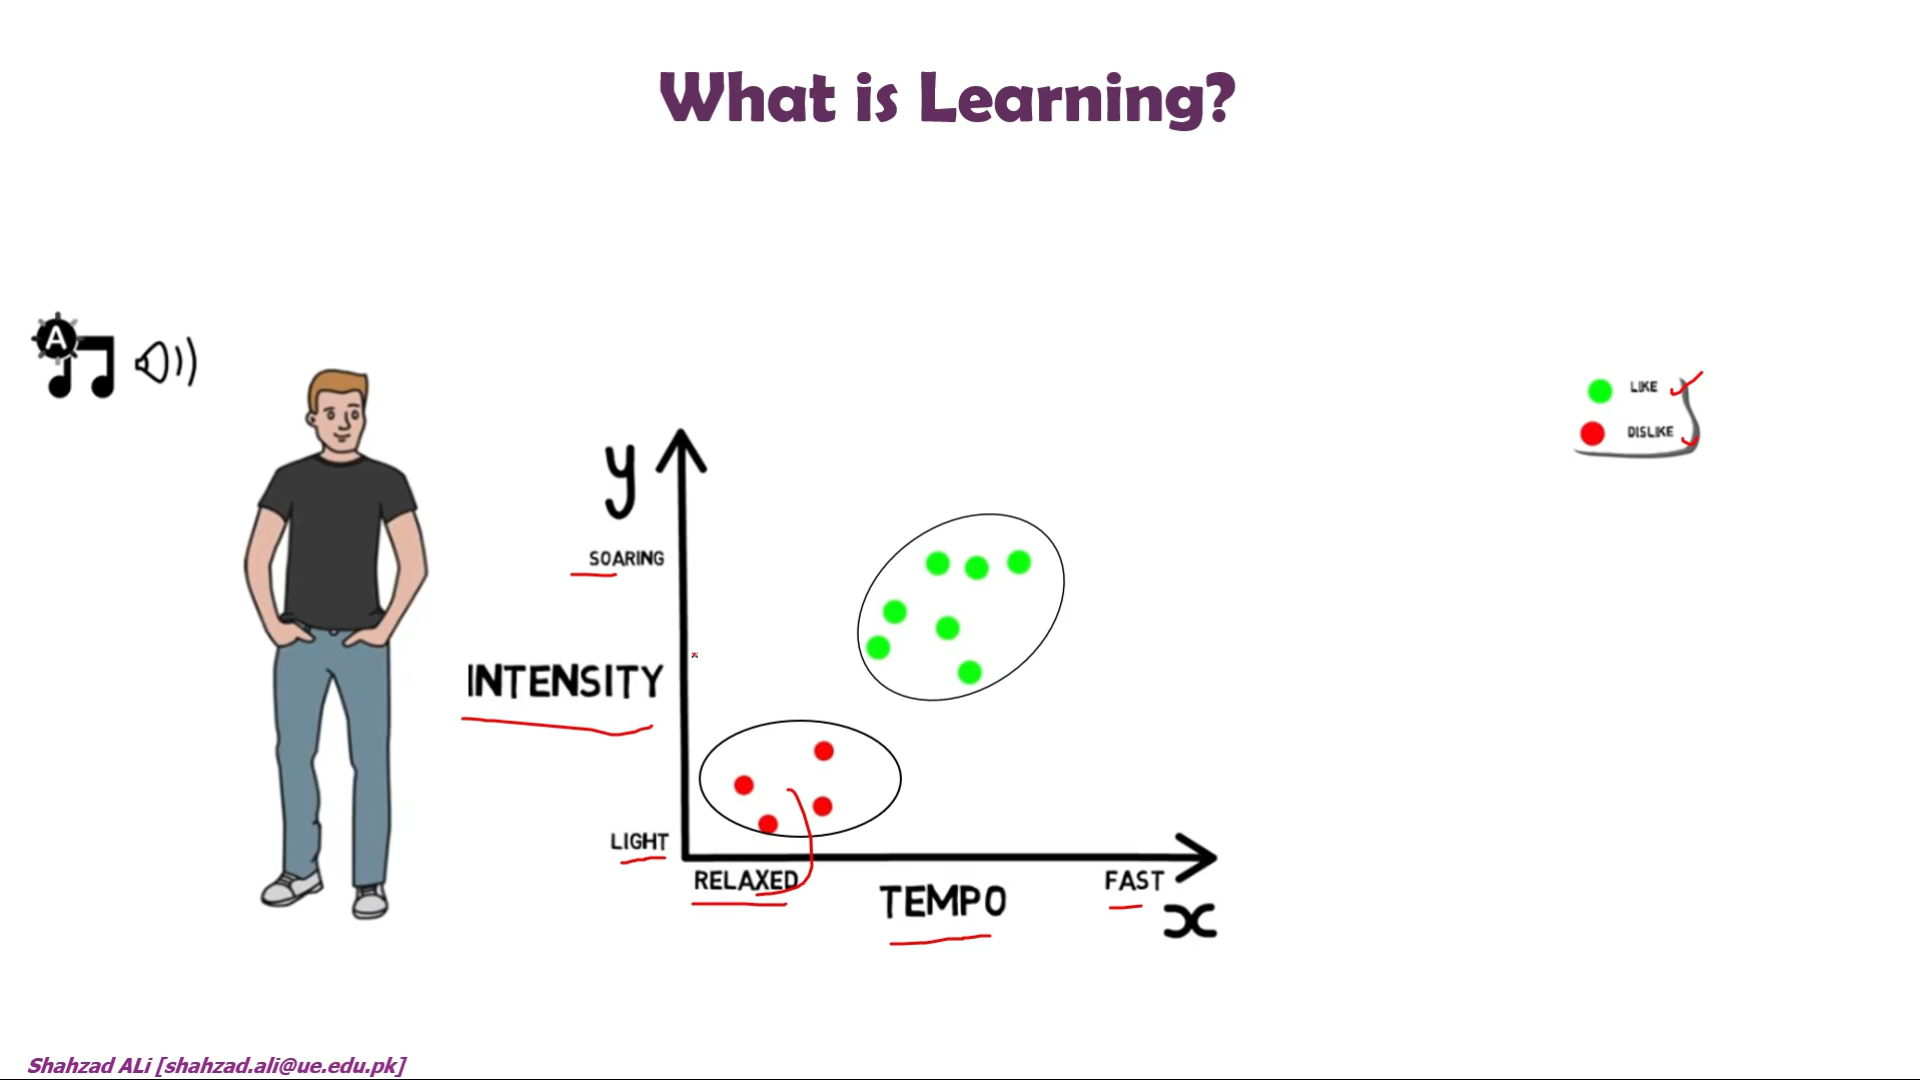 What is Learning?
A
LIKE
DISLIKE
y
SOARING
INTENSITY
LIGHT
RELAXED
TEMPO
FAST
x
Shahzad ALi [shahzad.ali@ue.edu.pk]